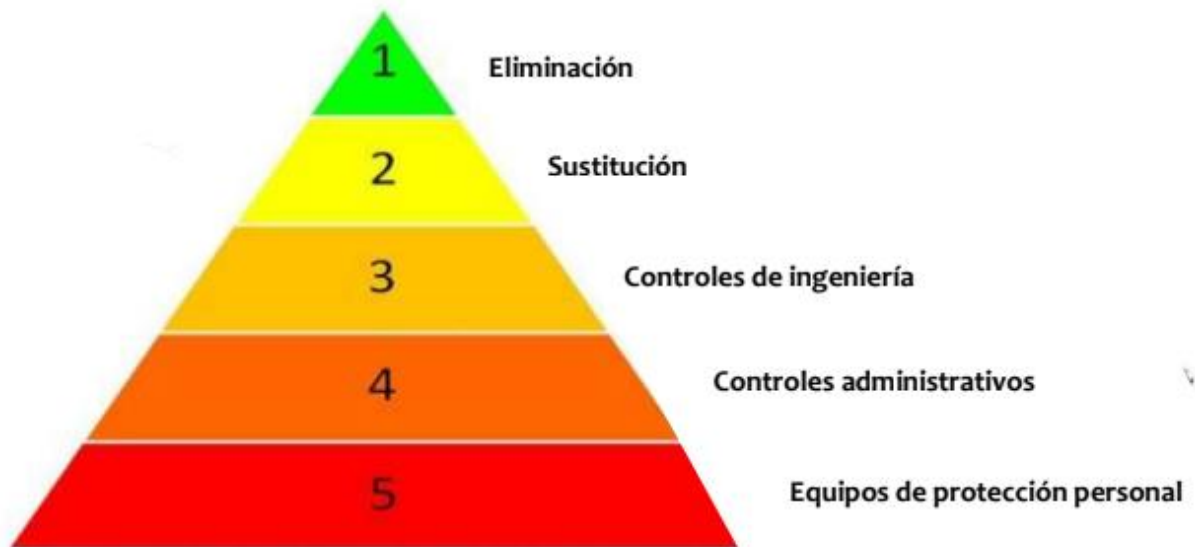 1 Eliminación
2 Sustitución
3 Controles de ingeniería
4 Controles administrativos
5 Equipos de protección personal